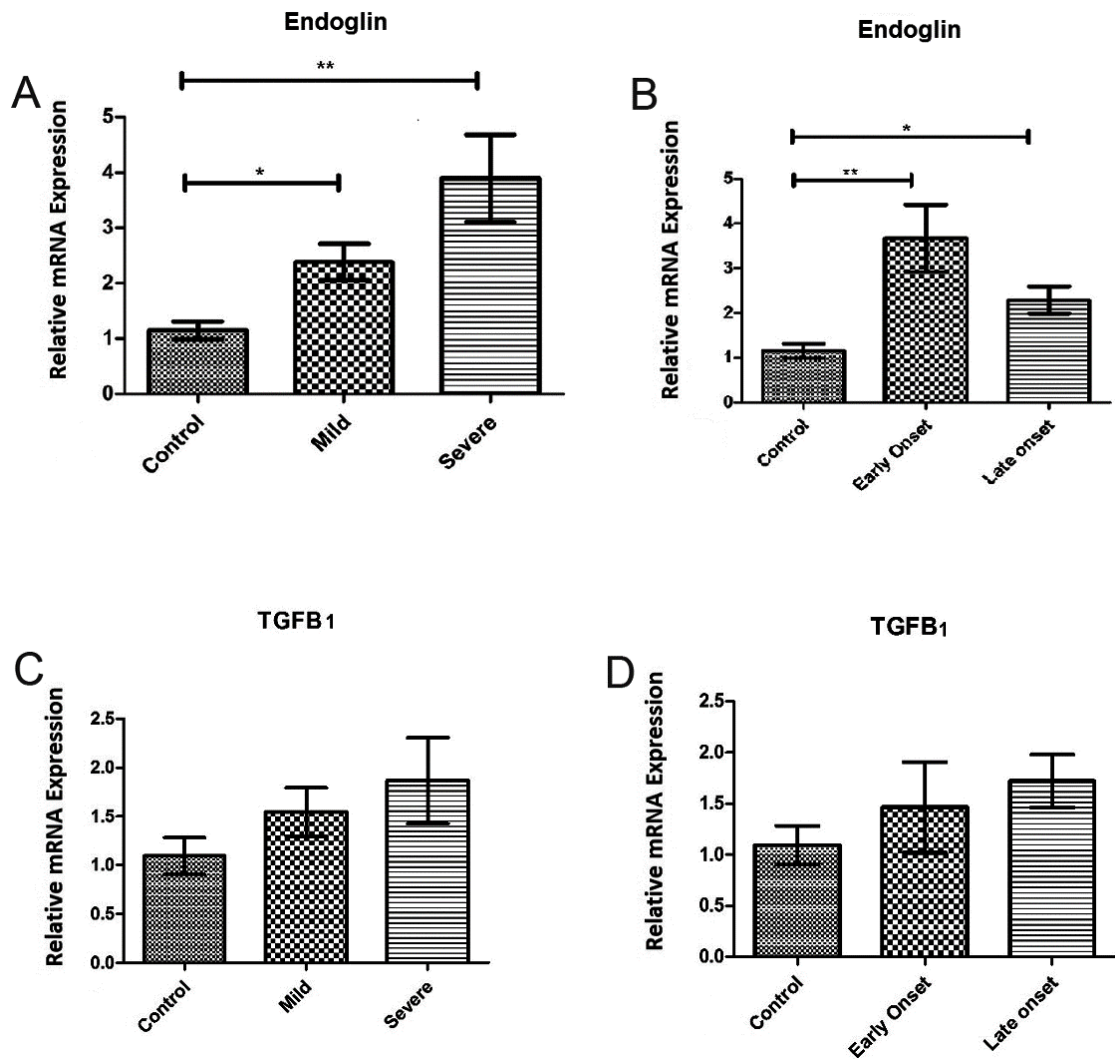 Endoglin
A
**
*
Relative mRNA Expression
5
4
3
2
1
0
Control
Mild
Severe
Endoglin
B
*
**
Relative mRNA Expression
5
4
3
2
1
0
Control
Early Onset
Late onset
TGFB1
C
Relative mRNA Expression
2.5
2.0
1.5
1.0
0.5
0.0
Control
Mild
Severe
TGFB1
D
Relative mRNA Expression
2.5
2.0
1.5
1.0
0.5
0.0
Control
Early Onset
Late onset